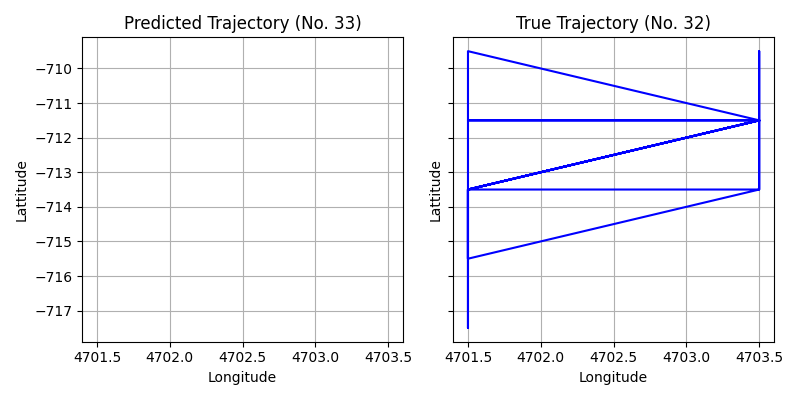 Predicted Trajectory (No. 33)
−710
−711
−712
−713
−714
−715
−716
−717
Lattitude
4701.5 4702.0 4702.5 4703.0 4703.5
Longitude
True Trajectory (No. 32)
Lattitude
4701.5 4702.0 4702.5 4703.0 4703.5
Longitude